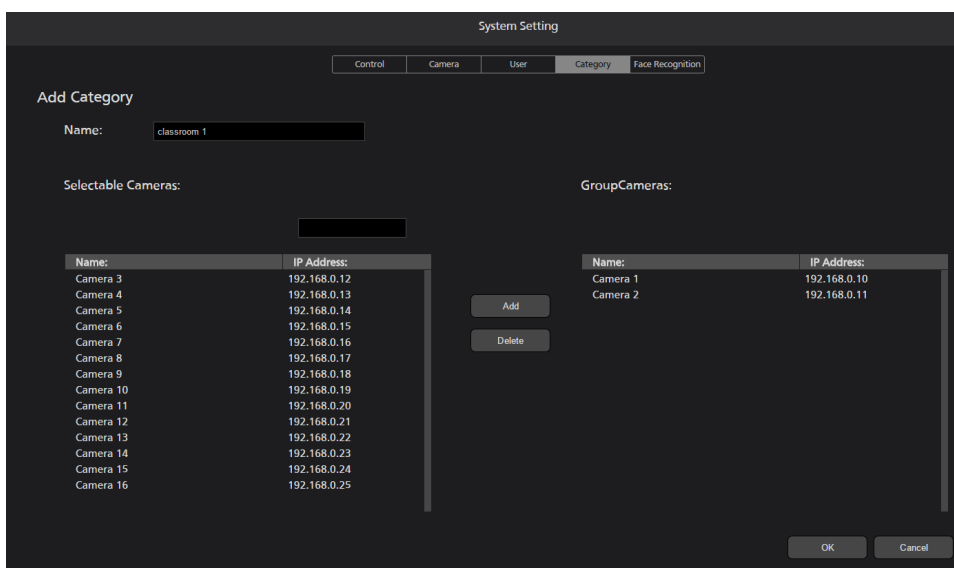 System Setting
Control Camera User Category Face Recognition
Add Category
Name: classroom 1
Selectable Cameras: GroupCameras:
Name: IP Address: Name: IP Address:
Camera 3 192.168.0.12 Camera 1 192.168.0.10
Camera 4 192.168.0.13 Camera 2 192.168.0.11
Camera 5 192.168.0.14 Add
Camera 6 192.168.0.15
Camera 7 192.168.0.16 Delete
Camera 8 192.168.0.17
Camera 9 192.168.0.18
Camera 10 192.168.0.19
Camera 11 192.168.0.20
Camera 12 192.168.0.21
Camera 13 192.168.0.22
Camera 14 192.168.0.23
Camera 15 192.168.0.24
Camera 16 192.168.0.25
OK Cancel